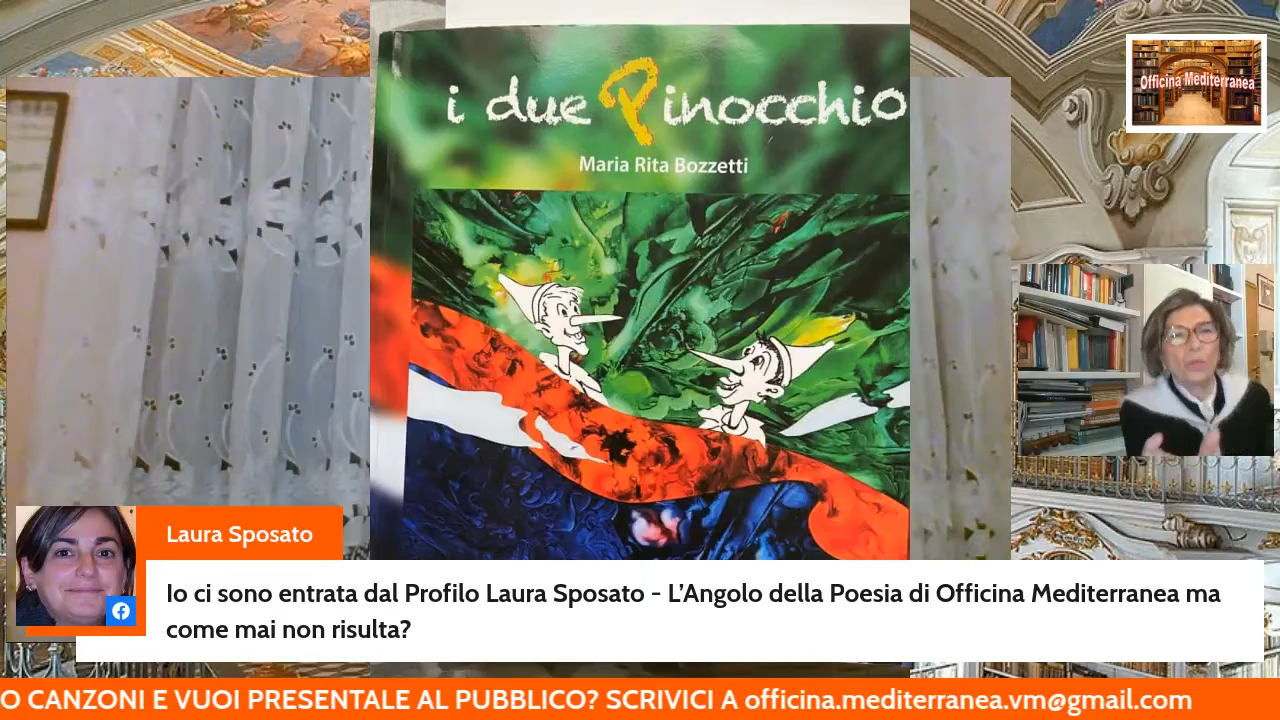 i due Pinocchio
Maria Rita Bozzetti
Officina Mediterranea
Laura Sposato
Io ci sono entrata dal Profilo Laura Sposato - L'Angolo della Poesia di Officina Mediterranea ma
come mai non risulta?
O CANZONI E VUOI PRESENTALE AL PUBBLICO? SCRIVICI A officina.mediterranea.vm@gmail.com